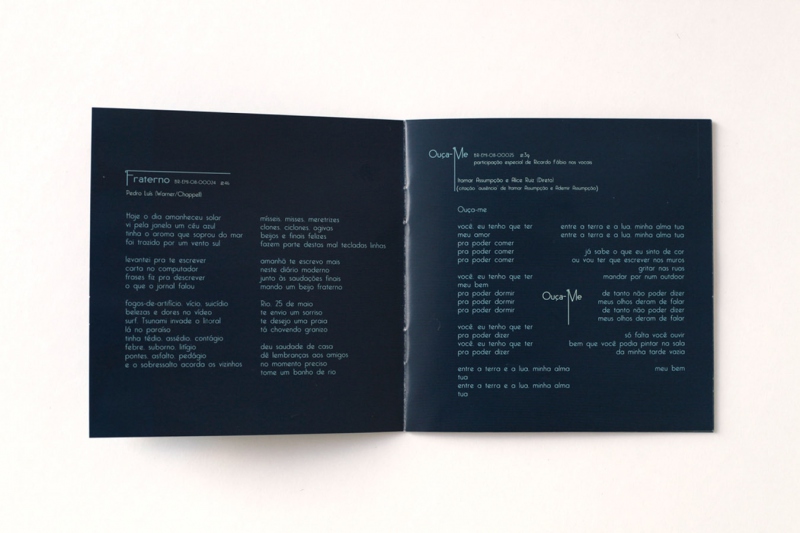 Fraterno BR-EMI-08-00024 2:46
Pedro Luís (Warner/Chappell)
Hoje o dia amanheceu solar
vi pela janela um céu azul
tinha o aroma que soprou do mar
foi trazido por um vento sul
levantei pra te escrever
carta no computador
frases fiz pra descrever
o que o jornal falou
fogos-de-artifício, vício, suicídio
belezas e dores no vídeo
surf, Tsunami invade o litoral
lá no paraíso
tinha tédio, assédio, contágio
febre, suborno, litígio
pontes, asfalto, pedágio
e o sobressalto acorda os vizinhos
mísseis, misses, meretrizes
clones, ciclones, ogivas
beijos e finais felizes
fazem parte destas mal tecladas linhas
amanhã te escrevo mais
neste diário moderno
junto às saudações finais
mando um beijo fraterno
Rio, 25 de maio
te envio um sorriso
te desejo uma praia
tá chovendo granizo
deu saudade de casa
dê lembranças aos amigos
no momento preciso
tome um banho de rio
Ouça-Me BR-EMI-08-00025
participação especial de Ricardo Fábio nos vocais
Itamar Assumpção e Alice Ruiz (Direto)
(citação "ausência" de Itamar Assumpção e Ademir Assumpção)
Ouça-me
você, eu tenho que ter
meu amor
pra poder comer
pra poder comer
pra poder comer
você, eu tenho que ter
meu bem
pra poder dormir
pra poder dormir
pra poder dormir
você, eu tenho que ter
pra poder dizer
pra poder dizer
pra poder dizer
entre a terra e a lua, minha alma
tua
entre a terra e a lua, minha alma
tua
entre a terra e a lua, minha alma tua
entre a terra e a lua, minha alma tua
já sabe o que eu sinto de cor
ou vou ter que escrever nos muros
gritar nas ruas
mandar por num outdoor
Ouça-Me
de tanto não poder dizer
meus olhos deram de falar
de tanto não poder dizer
meus olhos deram de falar
só falta você ouvir
bem que você podia pintar na sala
da minha tarde vazia
meu bem